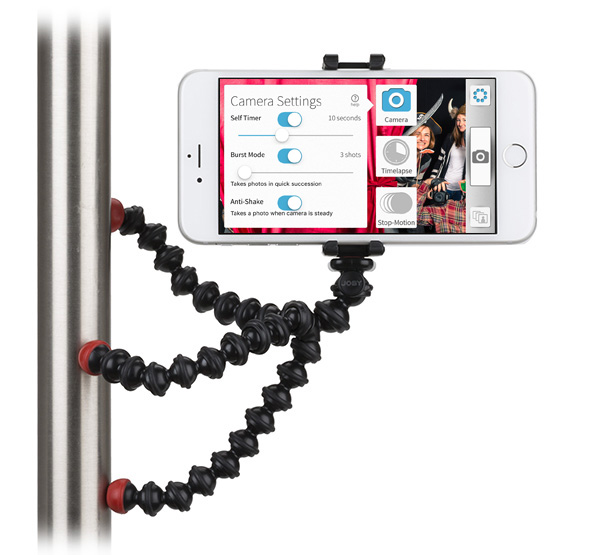 Camera Settings
help
Self Timer
10 seconds
Burst Mode
3 shots
Takes photos in quick succession
Anti-Shake
Takes a photo when camera is steady
Camera
Timelapse
Stop-Motion
JOBY